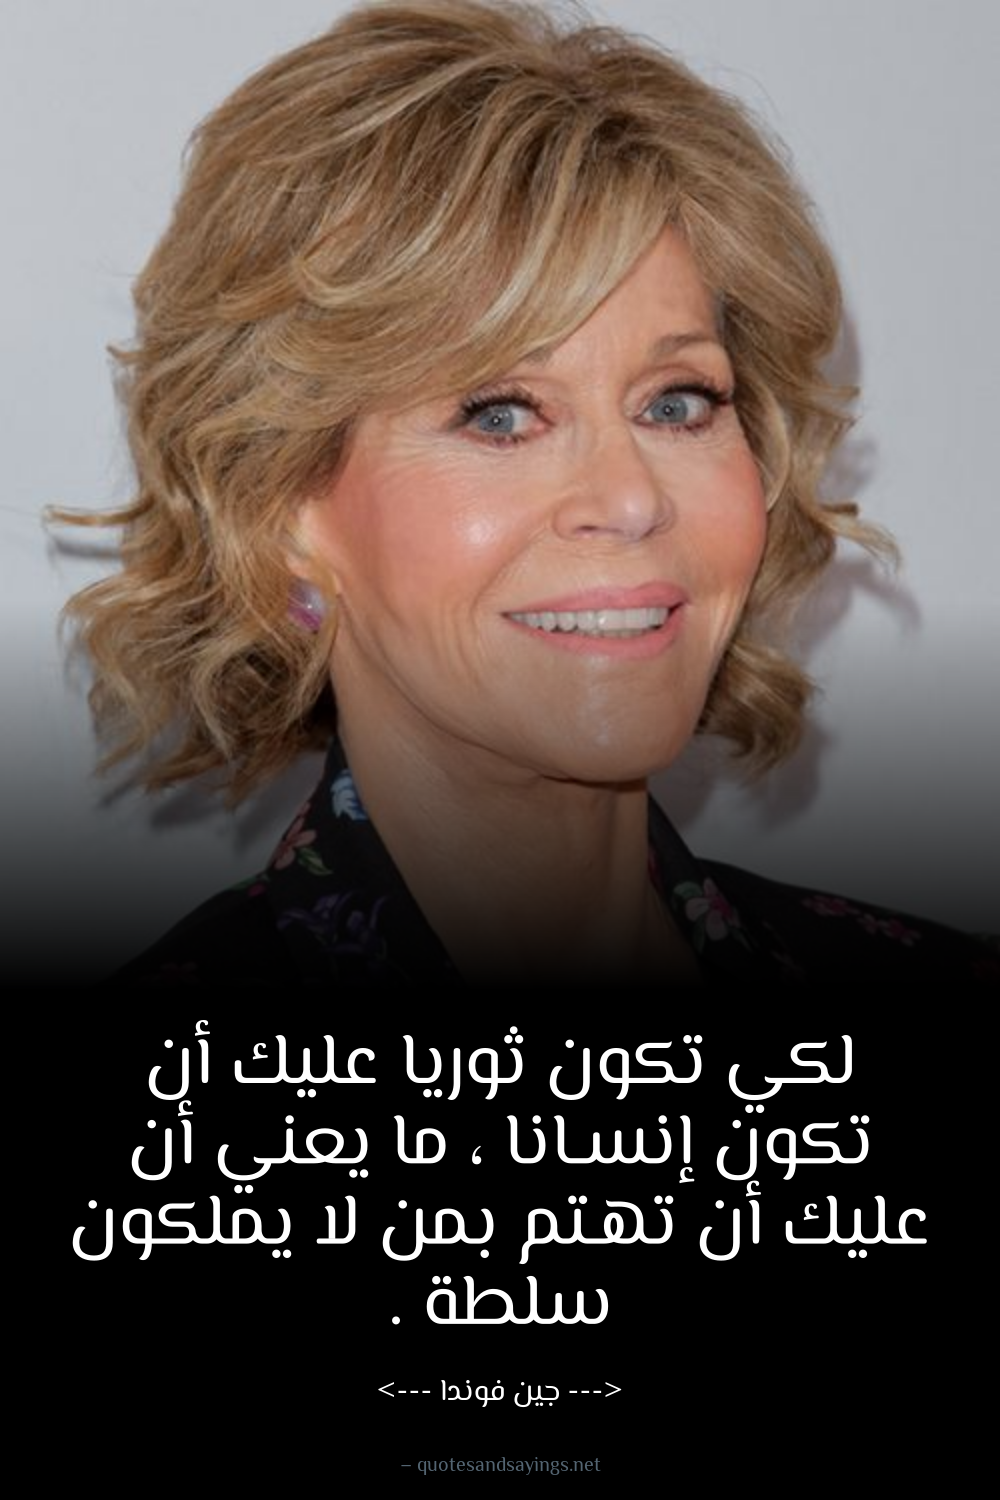 لكي تكون ثوريا عليك أن
تكون إنسانا ، ما يعني أن
عليك أن تهتم بمن لا يملكون
سلطة .
<--- جين فوندا --->
– quotesandsayings.net